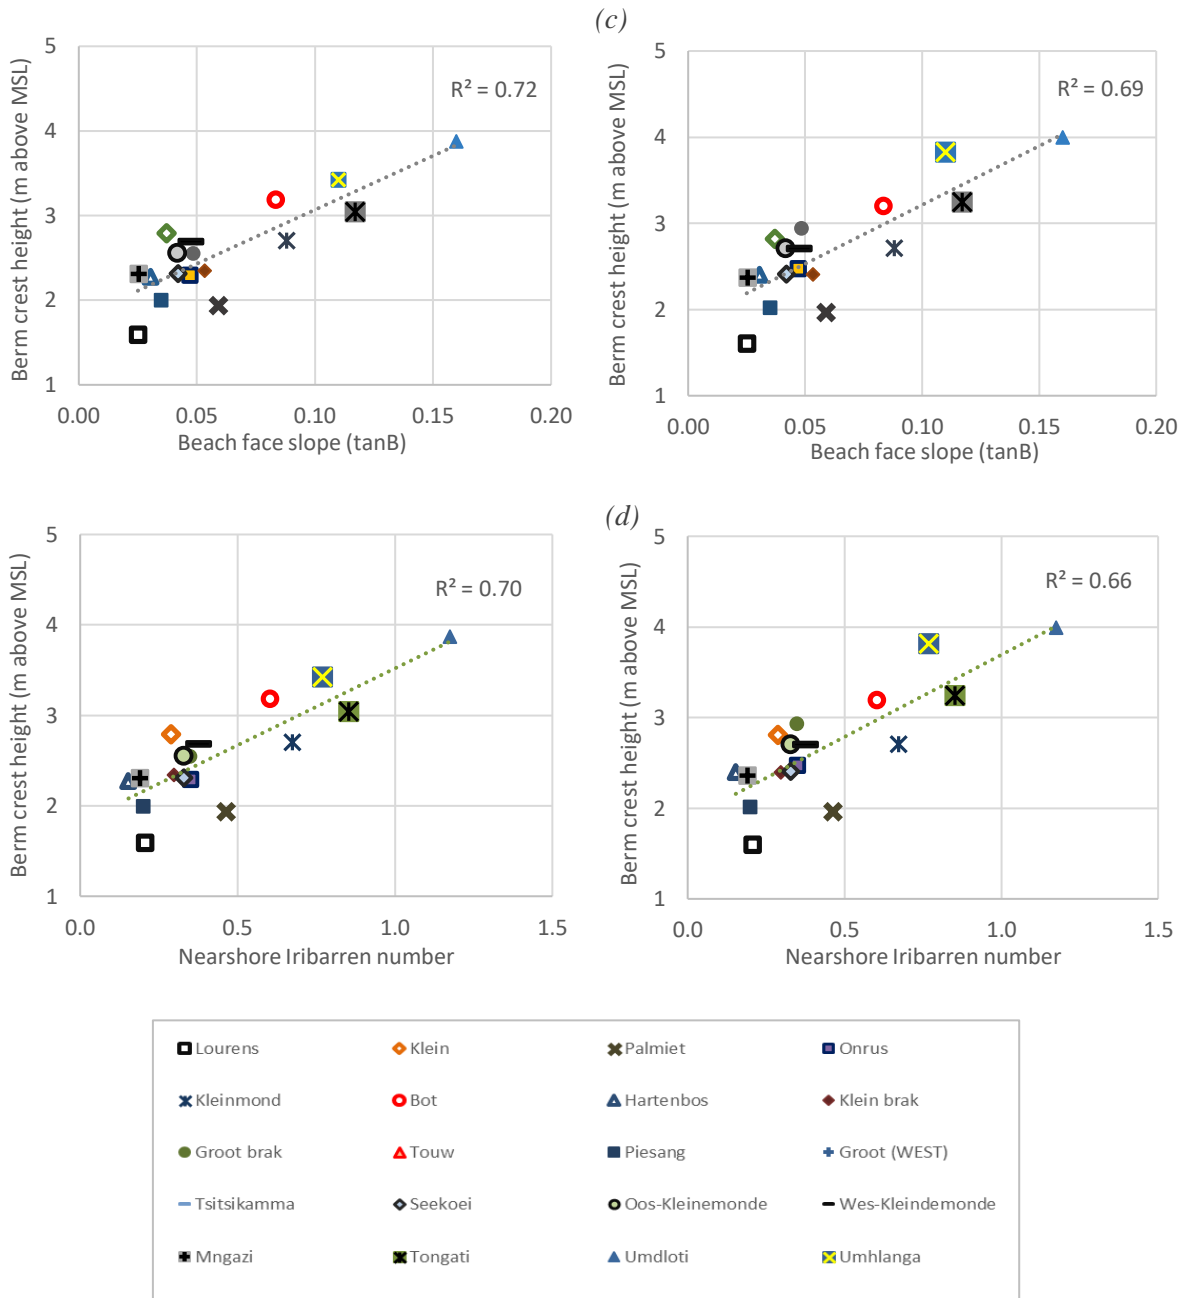 (c)
Berm crest height (m above MSL)
5
4
3
2
1
R² = 0.72
0.00 0.05 0.10 0.15 0.20
Beach face slope (tanB)
Berm crest height (m above MSL)
5
4
3
2
1
R² = 0.69
0.00 0.05 0.10 0.15 0.20
Beach face slope (tanB)
(d)
Berm crest height (m above MSL)
5
4
3
2
1
R² = 0.70
0.0 0.5 1.0 1.5
Nearshore Iribarren number
Berm crest height (m above MSL)
5
4
3
2
1
R² = 0.66
0.0 0.5 1.0 1.5
Nearshore Iribarren number
Lourens Klein Palmiet Onrus
Kleinmond Bot Hartenbos Klein brak
Groot brak Touw Piesang Groot (WEST)
Tsitsikamma Seekoei Oos-Kleinemonde Wes-Kleindemonde
Mngazi Tongati Umdloti Umhlanga